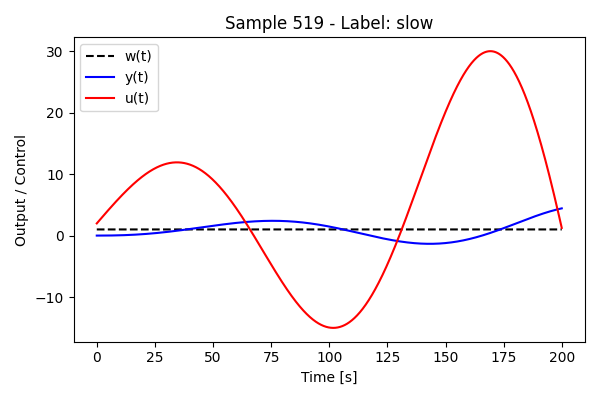 Sample 519 - Label: slow
w(t)
y(t)
u(t)
Output / Control
30
20
10
0
−10
0 25 50 75 100 125 150 175 200
Time [s]